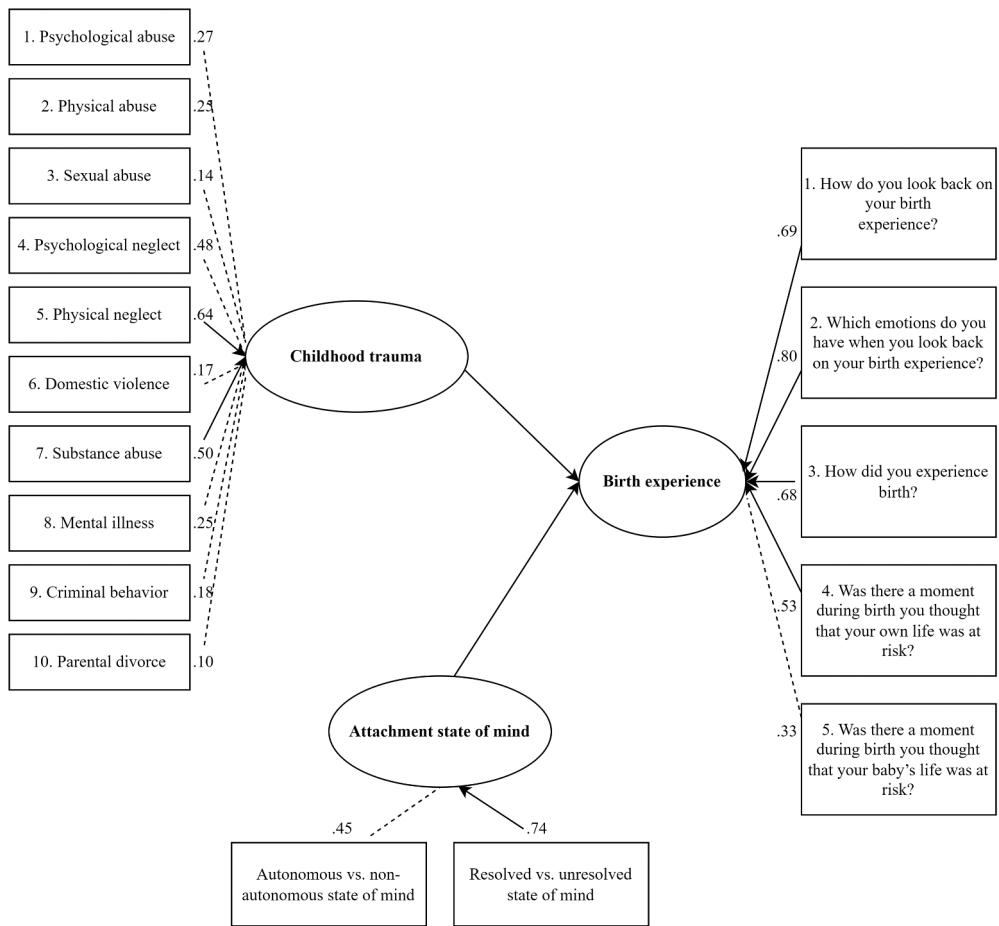 1. Psychological abuse
.27
2. Physical abuse
.25
3. Sexual abuse
.14
4. Psychological neglect
.48
5. Physical neglect
.64
6. Domestic violence
.17
7. Substance abuse
.50
8. Mental illness
.25
9. Criminal behavior
.18
10. Parental divorce
.10
Childhood trauma
Birth experience
Attachment state of mind
.45
.74
Autonomous vs. non-
autonomous state of mind
Resolved vs. unresolved
state of mind
1. How do you look back on
your birth
experience?
.69
2. Which emotions do you
have when you look back
on your birth experience?
.80
3. How did you experience
birth?
.68
4. Was there a moment
during birth you thought
that your own life was at
risk?
.53
5. Was there a moment
during birth you thought
that your baby’s life was at
risk?
.33